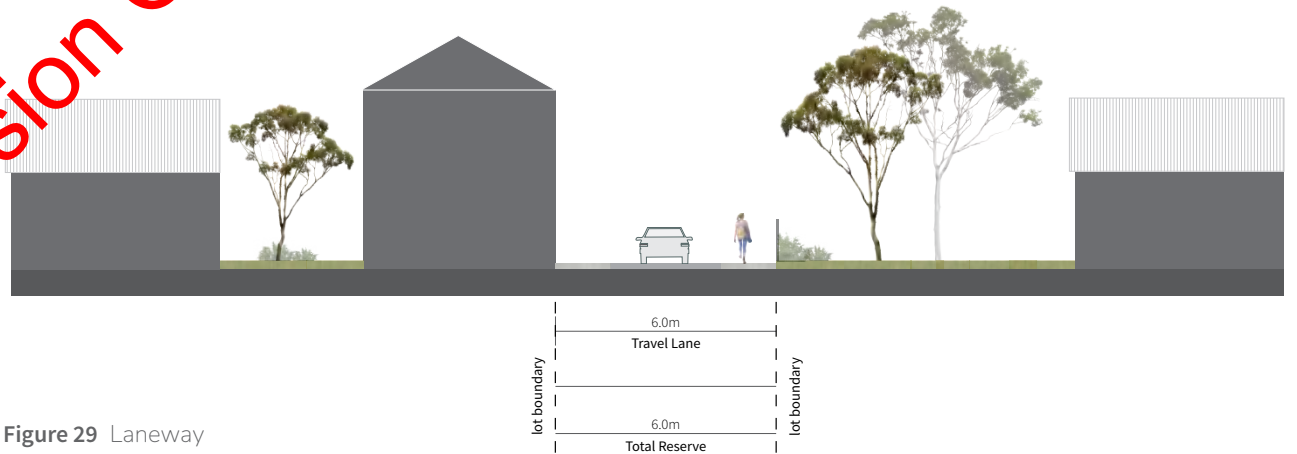 sion
6.0m
Travel Lane
lot boundary
lot boundary
6.0m
Total Reserve
Figure 29 Laneway